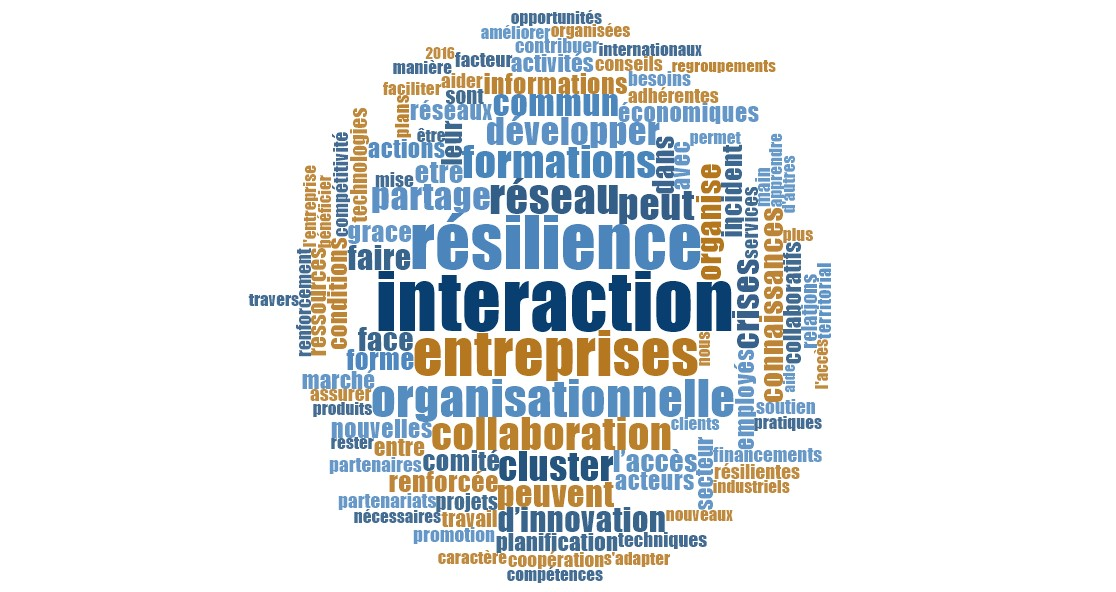 opportunités
améliorer organisées
contribuer internationaux
2016 facteur activités conseils regroupements
manière
faciliter aider informations besoins
sont commun adhérentes
plans réseaux économiques
être leur développer permet
technologies compétitivité actions formations dans avec
mise etre
partage réseau peut
l'entreprise bénéficier organise incident services main apprendre d'autres
grace résilience plus
faire
travers renforcement ressources conditions interaction crises connaissances collaboratifs relations territorial
face entreprises nous
forme
marché organisationnelle employés aide l'accès
assurer
produits soutien
nouvelles collaboration clients pratiques
rester entre
partenaires comité cluster l'accès secteur financements
renforcée acteurs résilientes
peuvent industriels
partenariats projets
nécessaires travail d'innovation nouveaux
promotion planification techniques
caractère coopération s'adapter
compétences